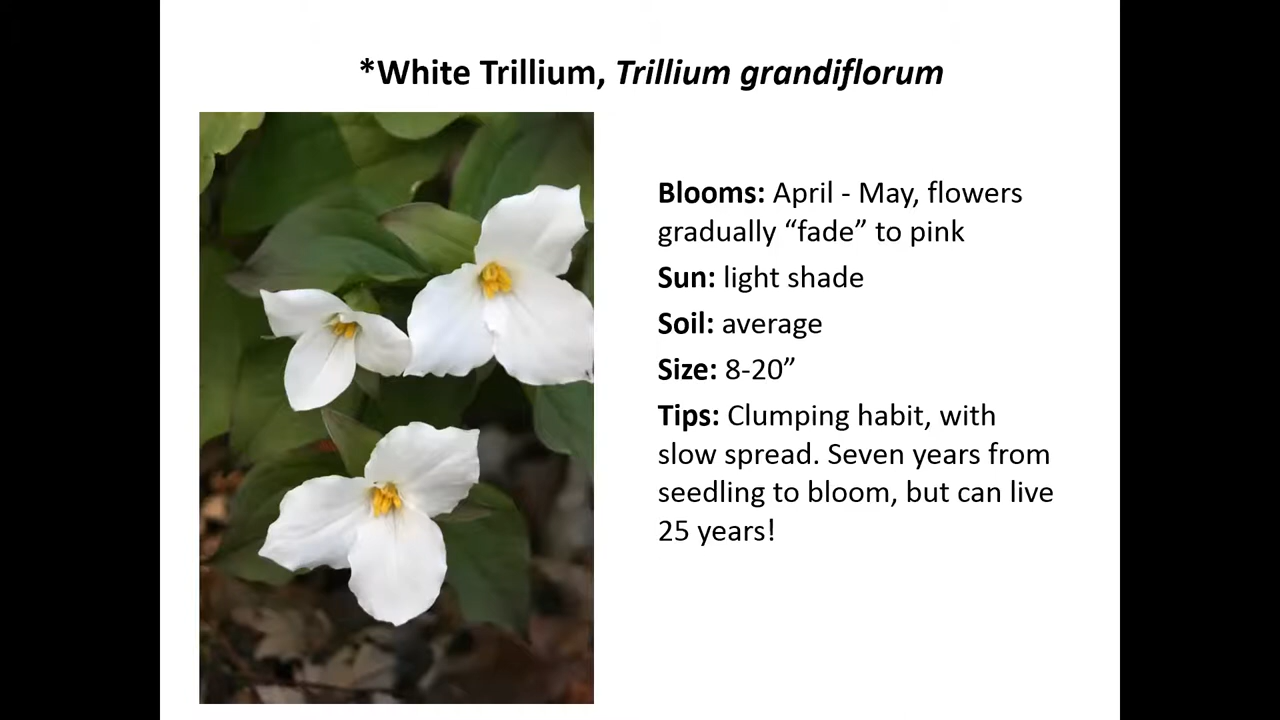 *White Trillium, Trillium grandiflorum
Blooms: April - May, flowers
gradually “fade” to pink
Sun: light shade
Soil: average
Size: 8-20”
Tips: Clumping habit, with
slow spread. Seven years from
seedling to bloom, but can live
25 years!